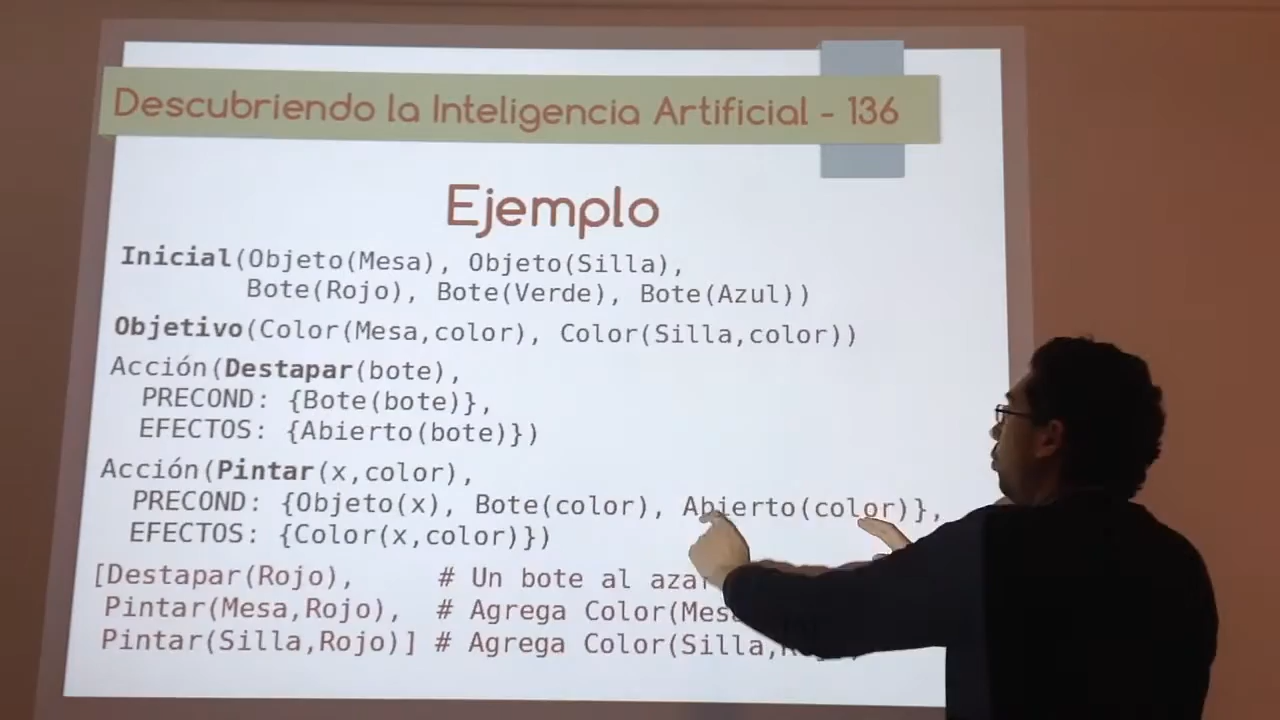 Descubriendo la Inteligencia Artificial - 136
Ejemplo
Inicial(Objeto(Mesa), Objeto(Silla),
Bote(Rojo), Bote(Verde), Bote(Azul))
Objetivo(Color(Mesa,color), Color(Silla,color))
Acción(Destapar(bote),
PRECOND: {Bote(bote)},
EFECTOS: {Abierto(bote)})
Acción(Pintar(x,color),
PRECOND: {Objeto(x), Bote(color), Abierto(color)},
EFECTOS: {Color(x,color)})
[Destapar(Rojo), # Un bote al azar
Pintar(Mesa,Rojo), # Agrega Color(Mesa
Pintar(Silla,Rojo)] # Agrega Color(Silla,